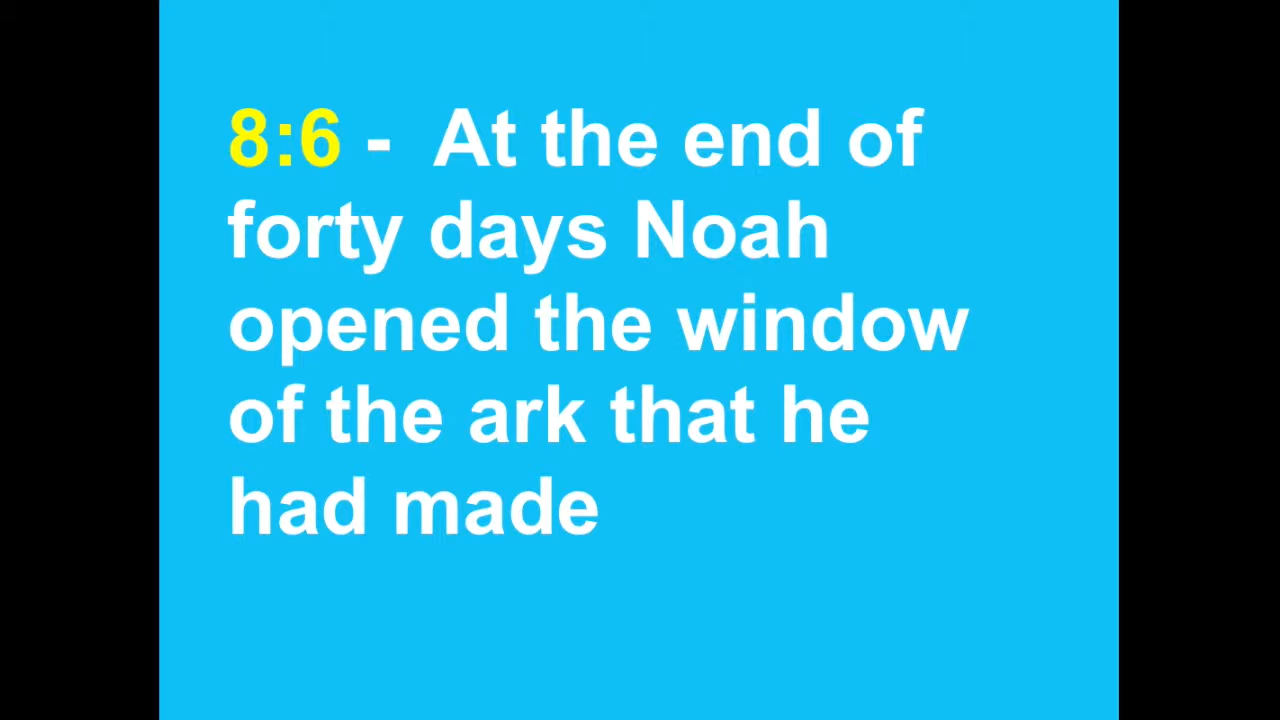 8:6 - At the end of
forty days Noah
opened the window
of the ark that he
had made